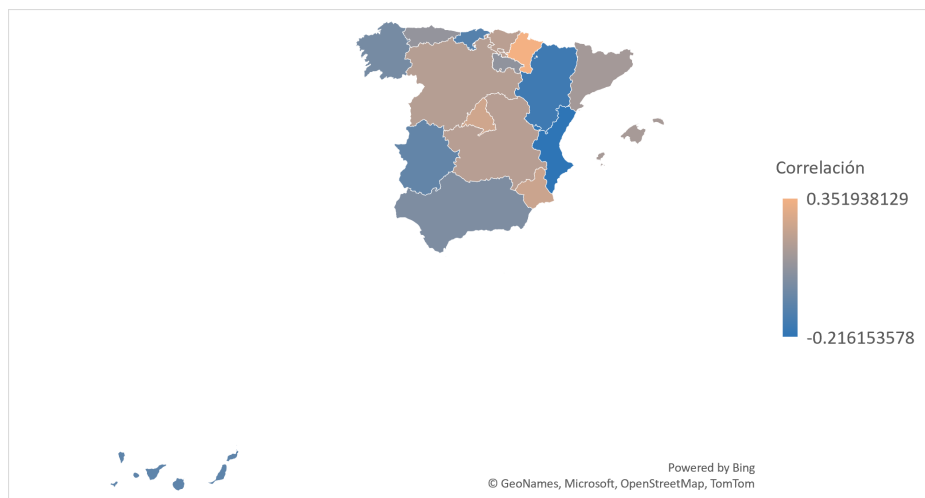 Correlación
0.351938129
-0.216153578
Powered by Bing
© GeoNames, Microsoft, OpenStreetMap, TomTom